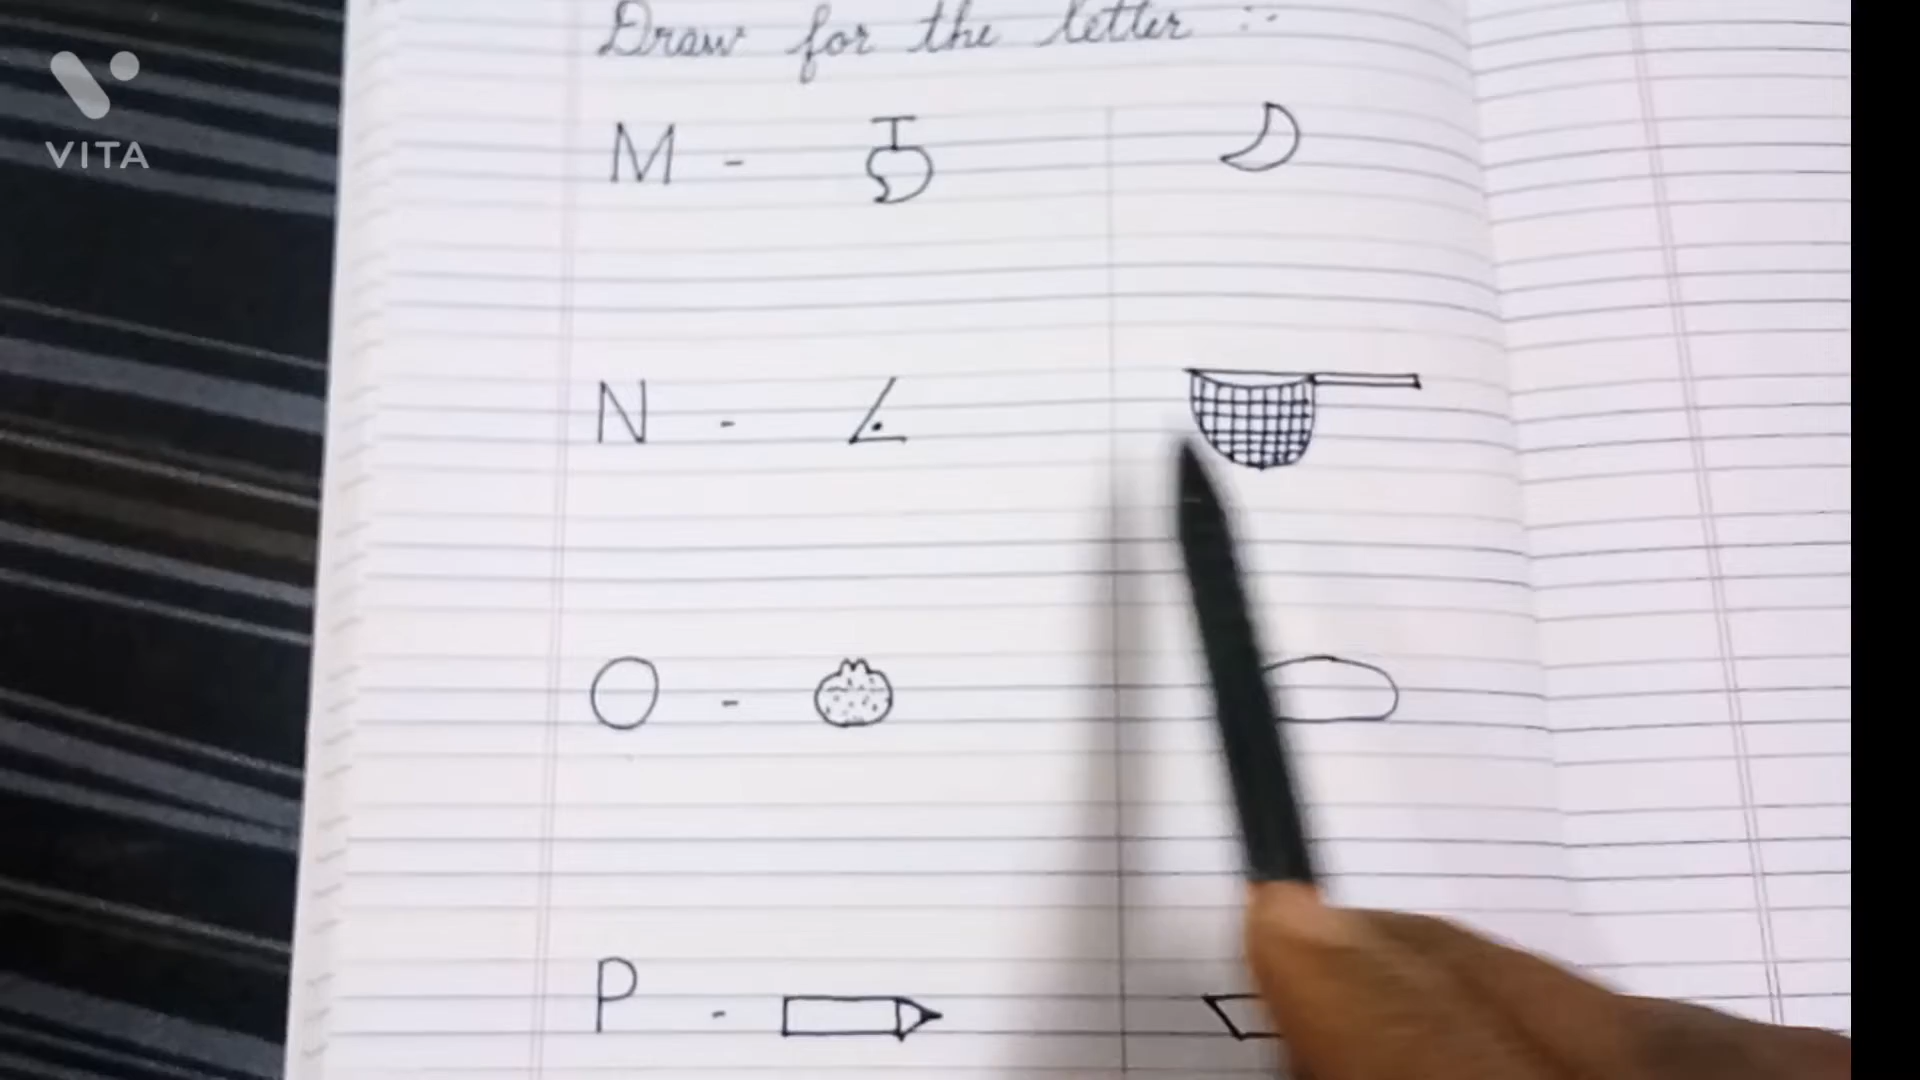 VITA
Draw for the letter :-
M -
N -
O -
P -